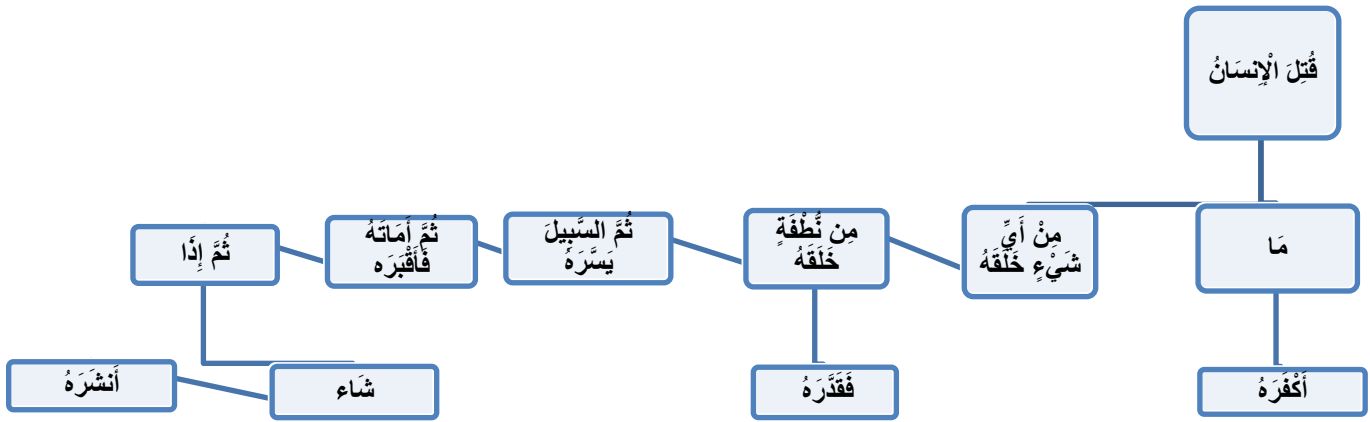 قُتِلَ الْإِنسَانُ
مَا
أَكْفَرَهُ
مِنْ أَيِّ
شَيْءٍ خَلَقَهُ
مِن نُّطْفَةٍ
خَلَقَهُ
فَقَدَّرَهُ
ثُمَّ السَّبِيلَ
يَسَّرَهُ
ثُمَّ أَمَاتَهُ
فَأَقْبَرَه
ثُمَّ إِذَا
شَاء
أَنشَرَهُ